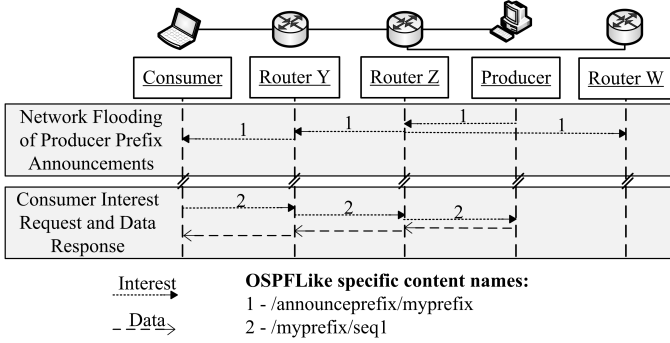 Consumer
Router Y
Router Z
Producer
Router W
Network Flooding
of Producer Prefix
Announcements
1
1
1
1
Consumer Interest
Request and Data
Response
2
2
2
Interest
Data
OSPFLike specific content names:
1 - /announceprefix/myprefix
2 - /myprefix/seq1